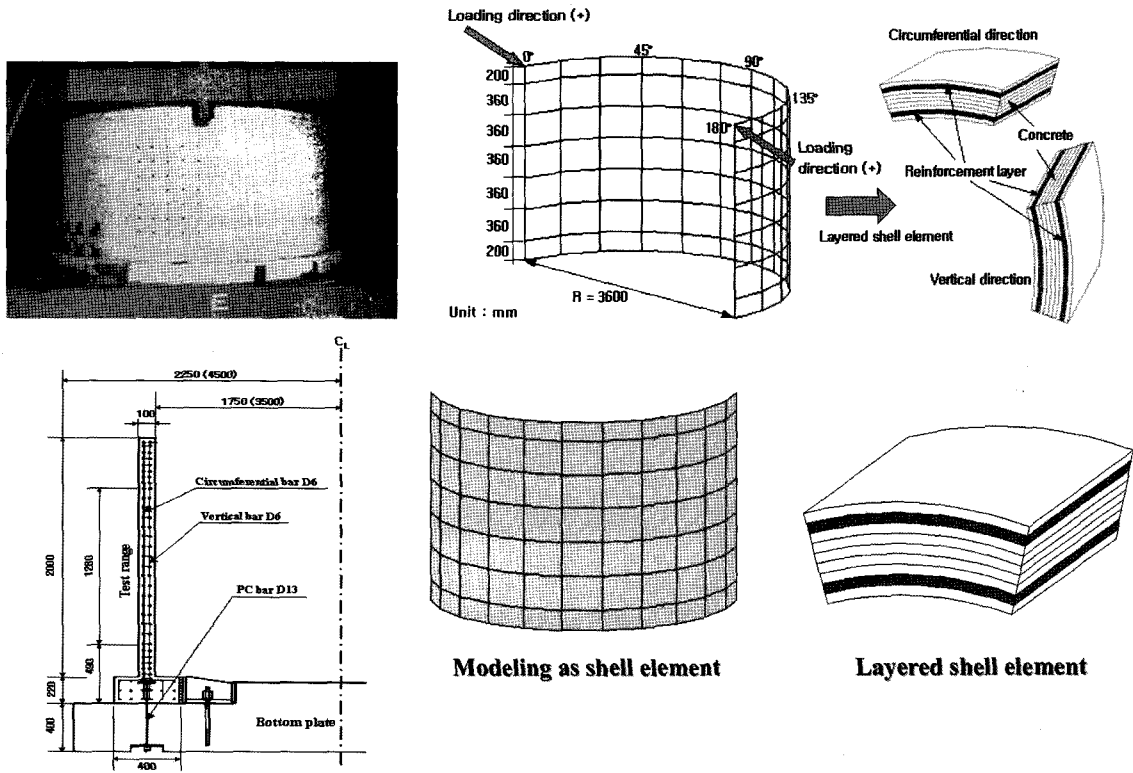 Loading direction (+)
0°
45°
90°
135°
180°
200
360
360
360
360
360
200
Loading
direction (+)
R = 3600
Unit : mm
Circumferential direction
Concrete
Reinforcement layer
Layered shell element
Vertical direction
E
C L
2250 (4500)
1750 (3500)
100
Circumferential bar D6
Vertical bar D6
Test range
PC bar D13
2000
1280
490
220
400
Bottom plate
400
Modeling as shell element
Layered shell element